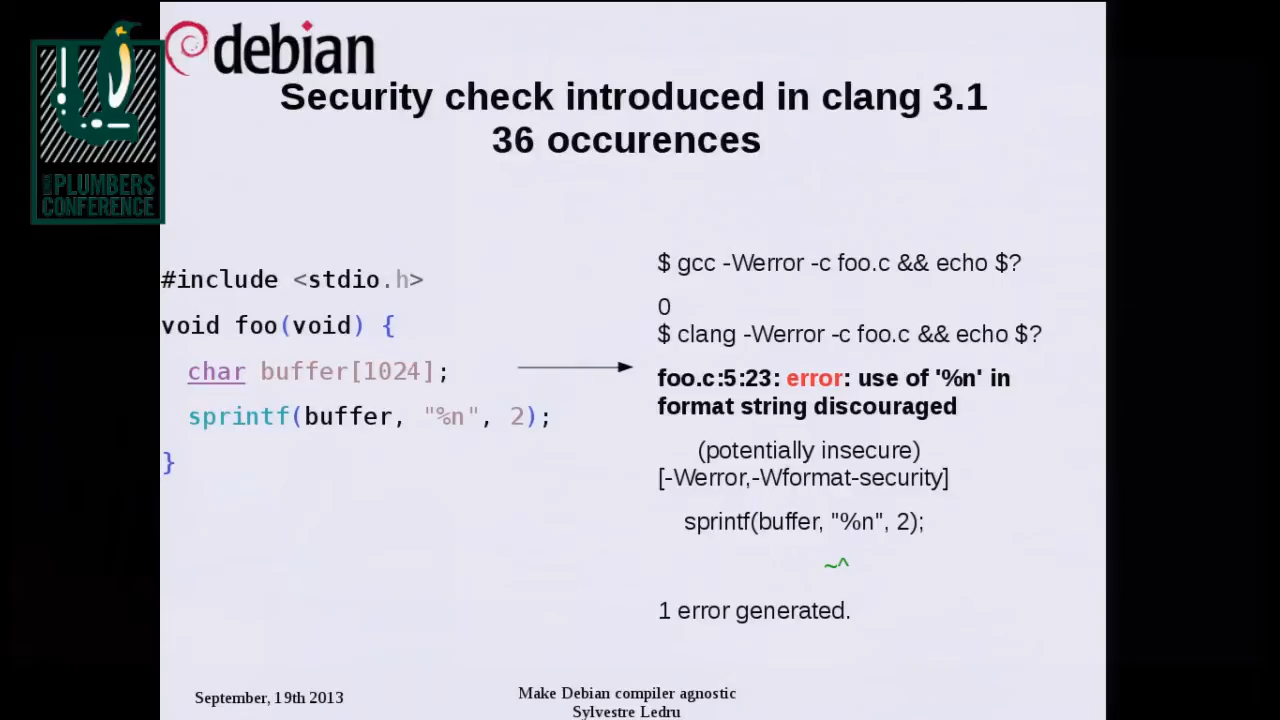 debian
Security check introduced in clang 3.1
36 occurences
PLUMBERS
CONFERENCE
#include <stdio.h>
void foo(void) {
char buffer[1024];
sprintf(buffer, "%n", 2);
}
$ gcc -Werror -c foo.c && echo $?
0
$ clang -Werror -c foo.c && echo $?
foo.c:5:23: error: use of '%n' in
format string discouraged
(potentially insecure)
[-Werror,-Wformat-security]
sprintf(buffer, "%n", 2);
~^
1 error generated.
September, 19th 2013
Make Debian compiler agnostic
Sylvestre Ledru